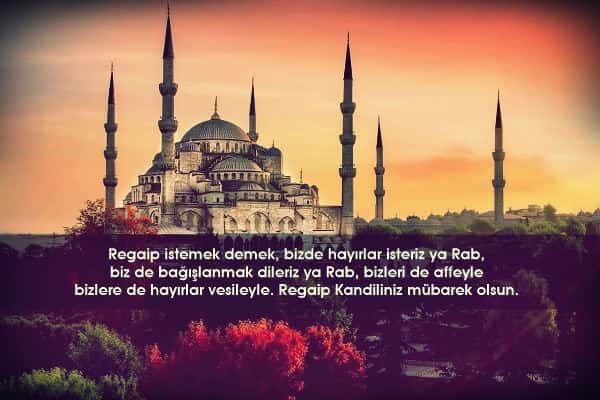 Regaip istemek demek, bizde hayırlar isteriz ya Rab,
biz de bağışlanmak dileriz ya Rab, bizleri de affeyle
bizlere de hayırlar vesileyle. Regaip Kandiliniz mübarek olsun.